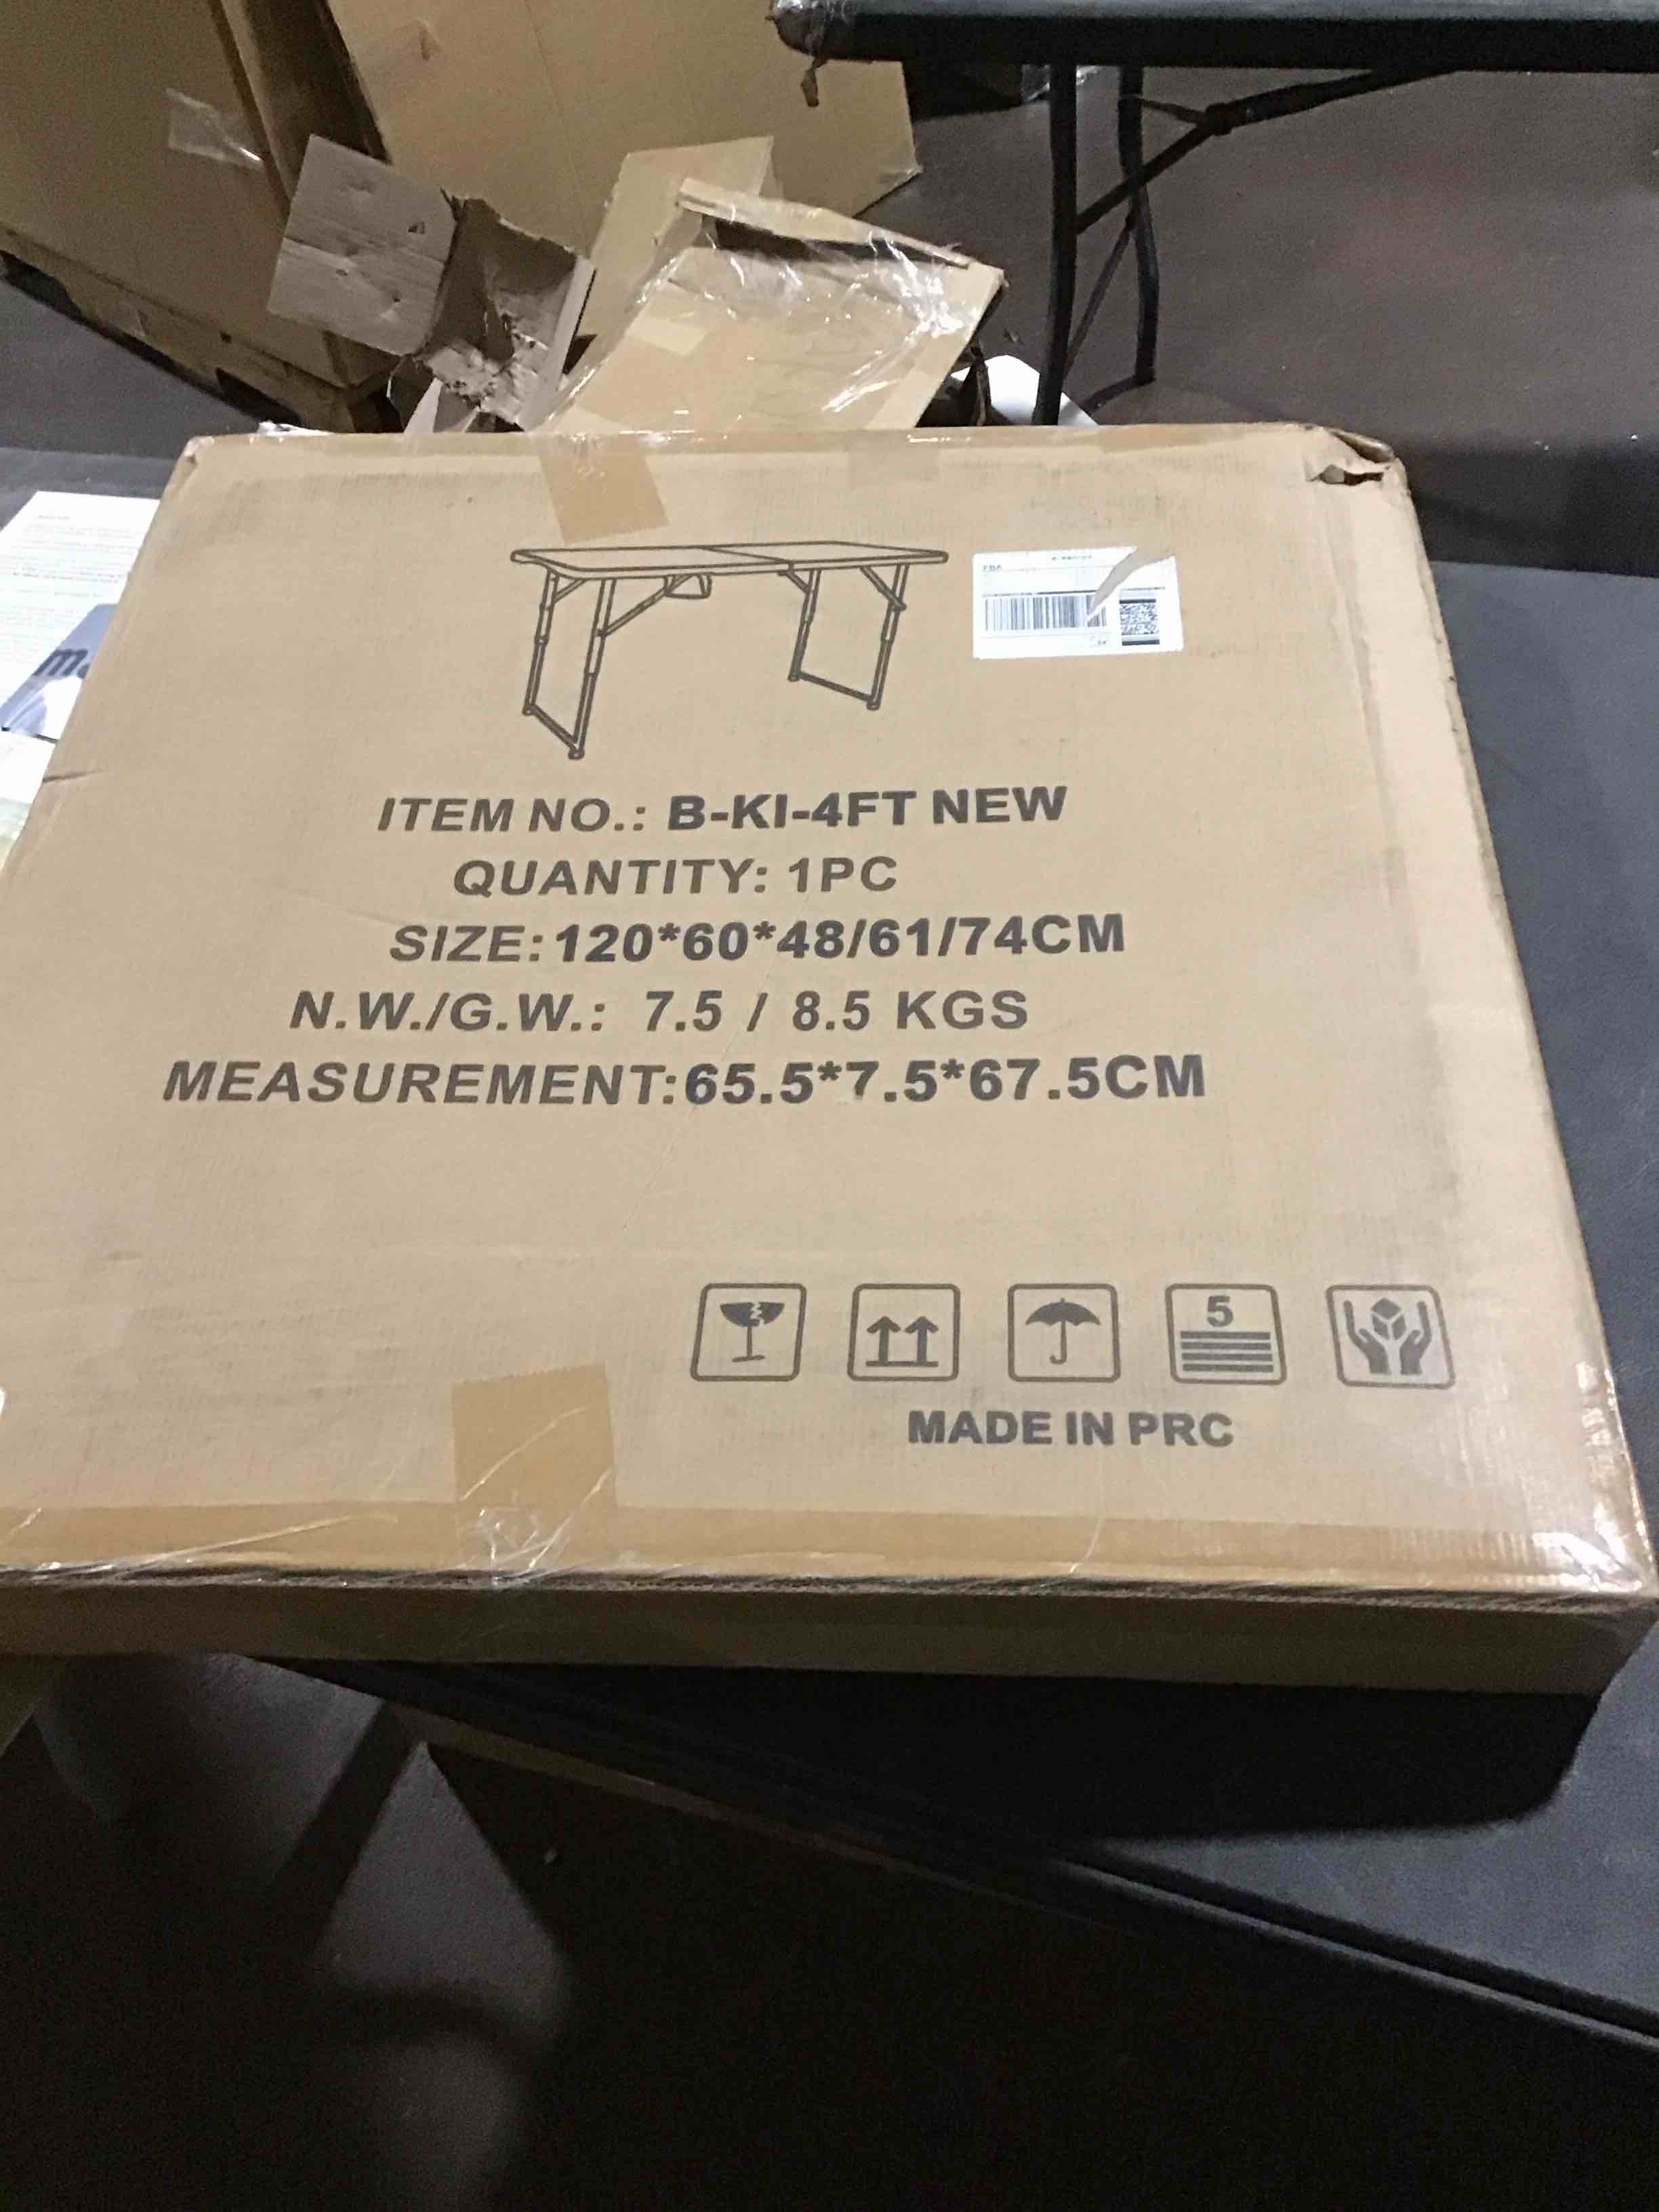 FBA
ITEM NO.: B-KI-4FT NEW
QUANTITY: 1PC
SIZE:120*60*48/61/74CM
N.W./G.W.: 7.5 / 8.5 KGS
MEASUREMENT:65.5*7.5*67.5CM
5
MADE IN PRC